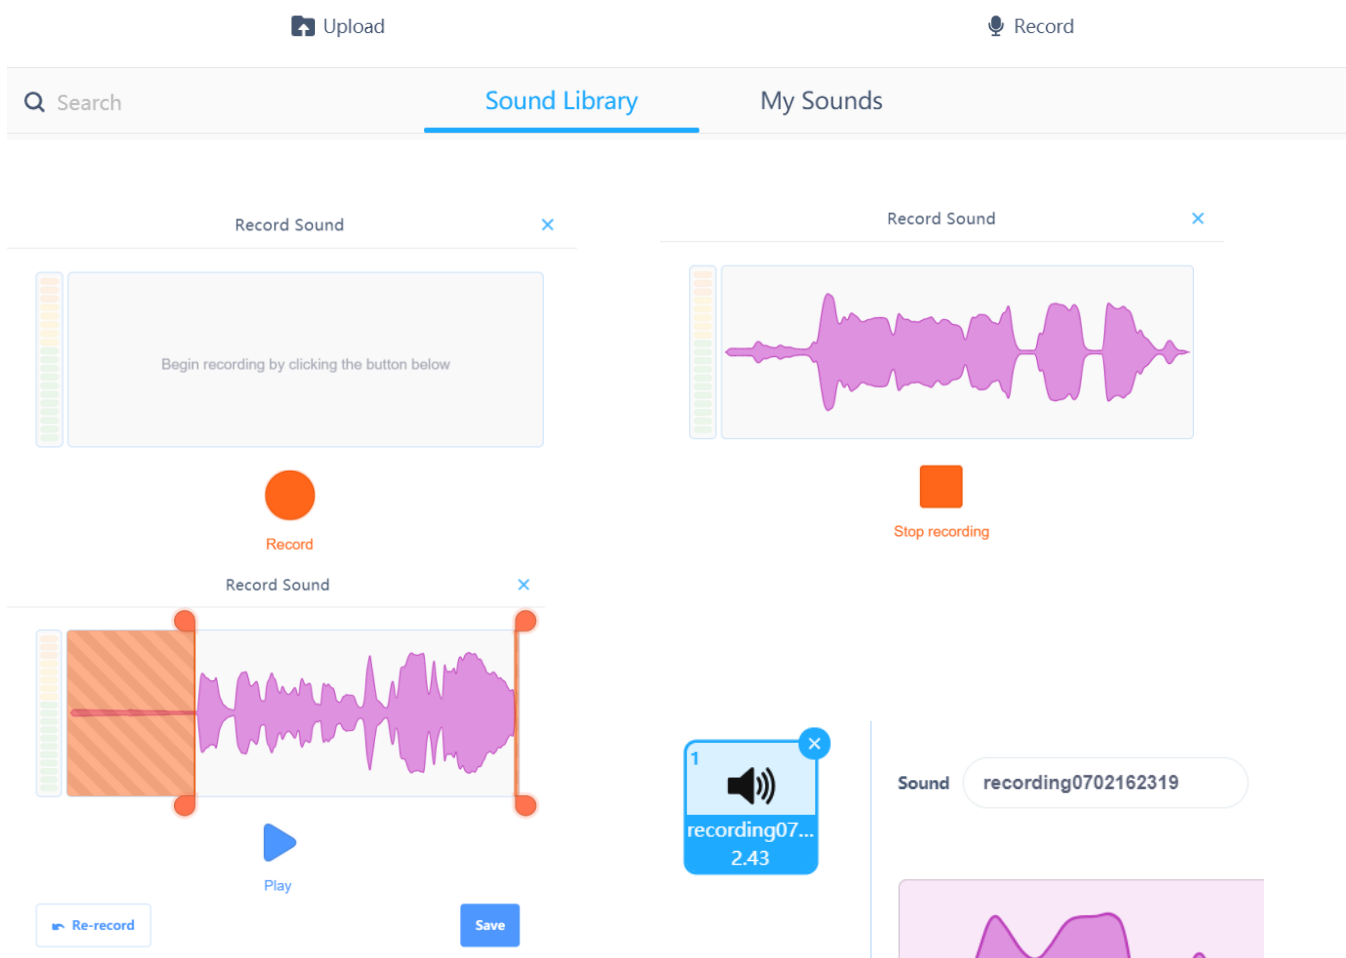 Upload
Record
Search
Sound Library
My Sounds
Record Sound
Begin recording by clicking the button below
Record
Record Sound
Stop recording
Record Sound
Play
Re-record
Save
1
recording07...
2.43
Sound
recording0702162319